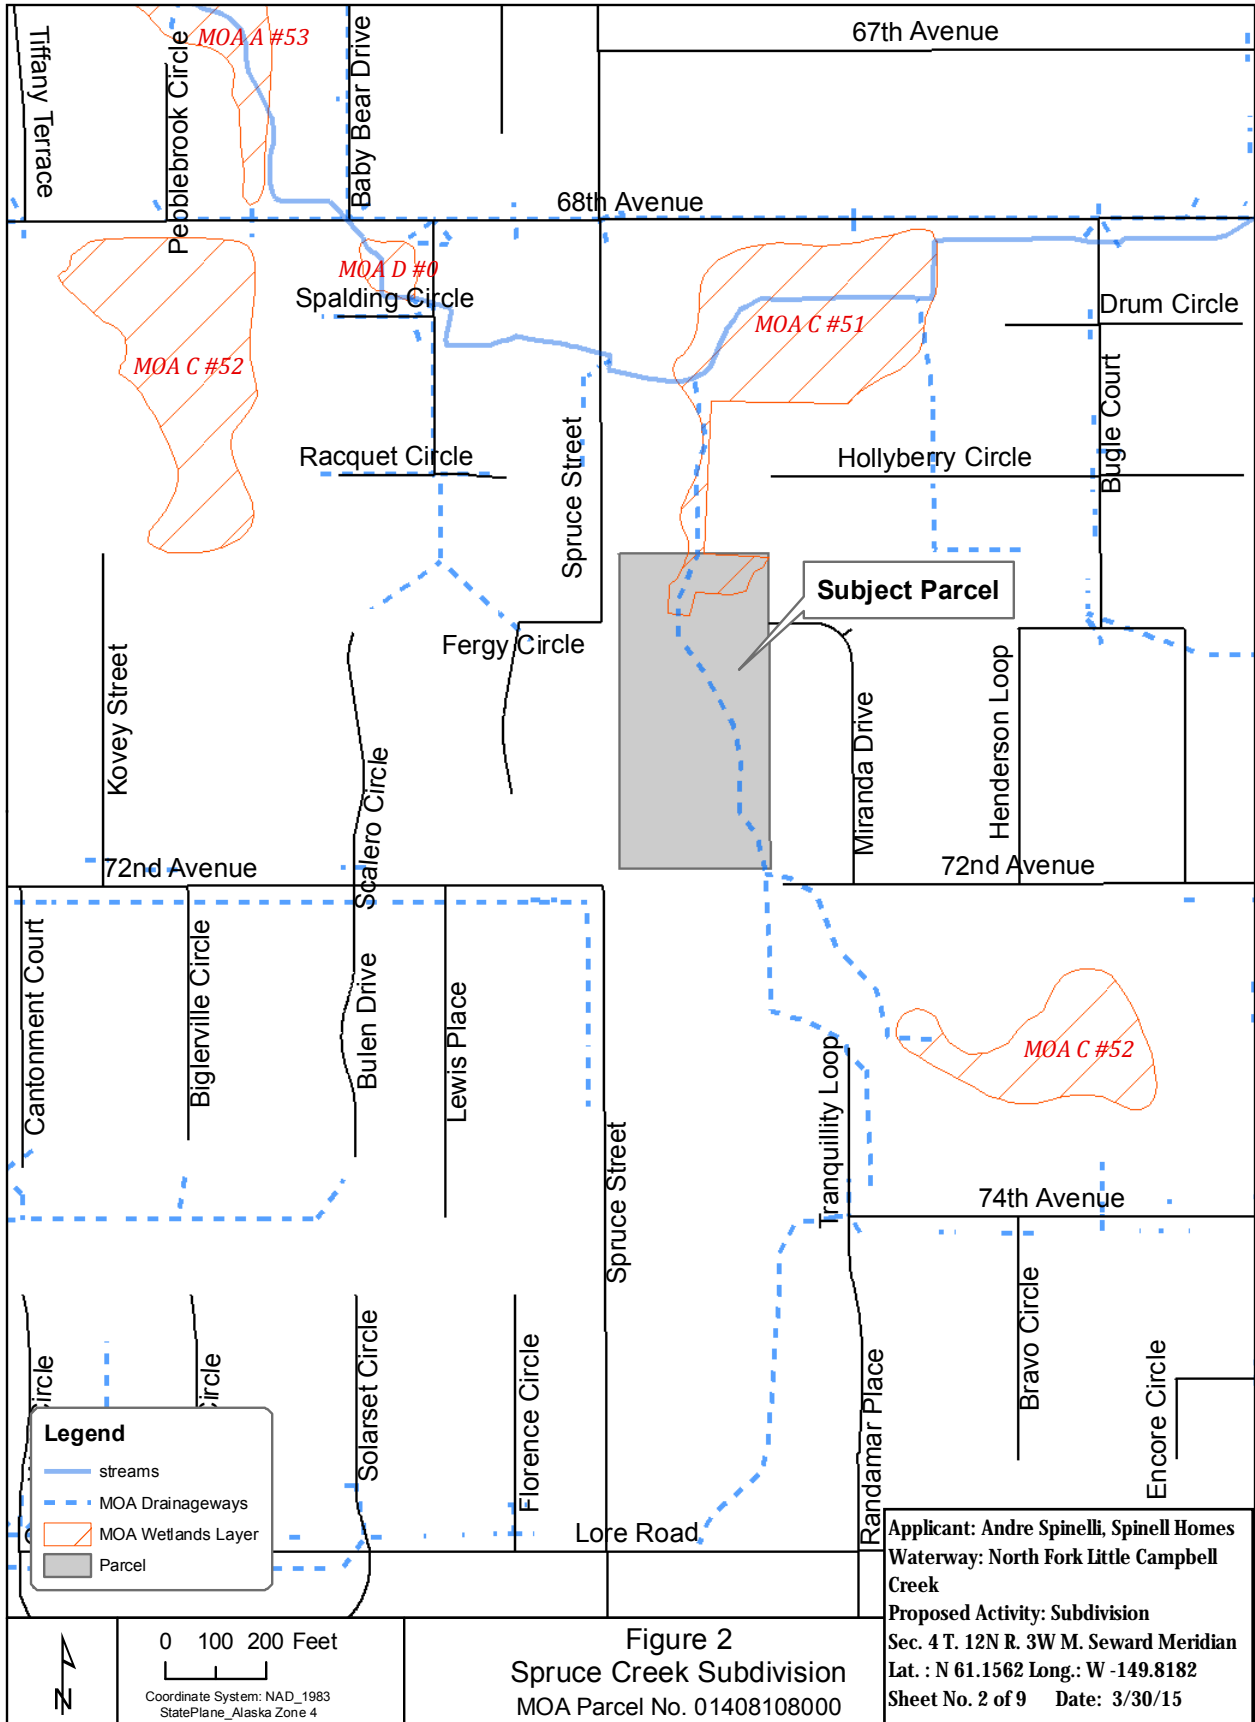 67th Avenue
MOA A #53
Tiffany Terrace
Pebblebrook Circle
Baby Bear Drive
68th Avenue
MOA D #0
Spalding Circle
MOA C #51
Drum Circle
MOA C #52
Bugle Court
Racquet Circle
Spruce Street
Hollyberry Circle
Subject Parcel
Fergy Circle
Kovey Street
Scalero Circle
Miranda Drive
Henderson Loop
72nd Avenue
72nd Avenue
Cantonment Court
Biglerville Circle
Bulen Drive
Lewis Place
Tranquillity Loop
MOA C #52
Spruce Street
74th Avenue
Circle
Circle
Solarset Circle
Florence Circle
Randamar Place
Bravo Circle
Encore Circle
Lore Road
Legend
streams
MOA Drainageways
MOA Wetlands Layer
Parcel
N
0 100 200 Feet
Coordinate System: NAD_1983
StatePlane_Alaska Zone 4
Figure 2
Spruce Creek Subdivision
MOA Parcel No. 01408108000
Applicant: Andre Spinelli, Spinell Homes
Waterway: North Fork Little Campbell
Creek
Proposed Activity: Subdivision
Sec. 4 T. 12N R. 3W M. Seward Meridian
Lat. : N 61.1562 Long.: W -149.8182
Sheet No. 2 of 9 Date: 3/30/15